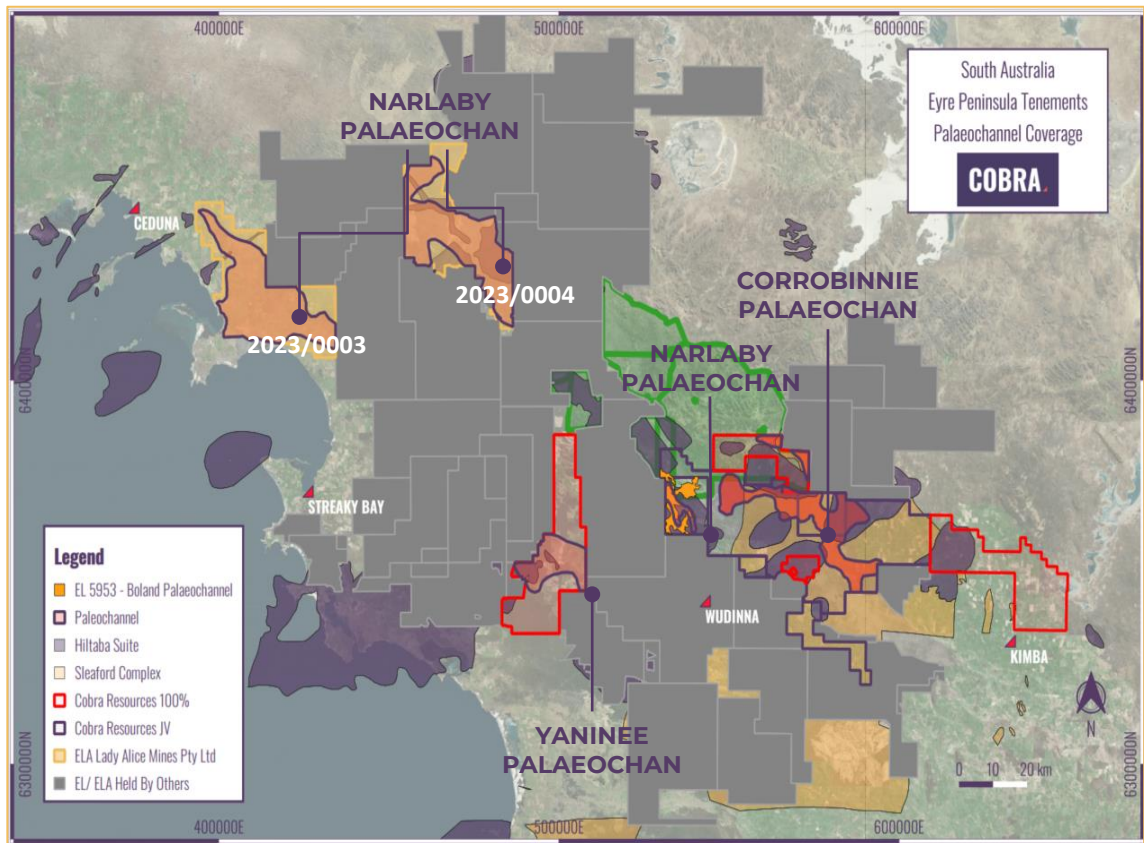 400000E
500000E
600000E
South Australia
Eyre Peninsula Tenements
Palaeochannel Coverage
COBRA
NARLABY
PALAEOCHAN
CEDUNA
2023/0004
2023/0003
CORROBINNIE
PALAEOCHAN
NARLABY
PALAEOCHAN
6400000N
6400000N
STREAKY BAY
Legend
EL 5953 - Boland Palaeochannel
Paleochannel
Hiltaba Suite
Sleaford Complex
Cobra Resources 100%
Cobra Resources JV
ELA Lady Alice Mines Pty Ltd
EL/ ELA Held By Others
WUDINNA
KIMBA
YANINEE
PALAEOCHAN
N
0 10 20 km
6300000N
6300000N
400000E
500000E
600000E